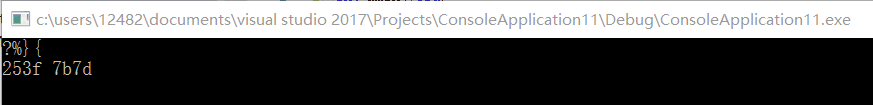 c:\users\12482\documents\visual studio 2017\Projects\ConsoleApplication11\Debug\ConsoleApplication11.exe
?%}{
253f 7b7d